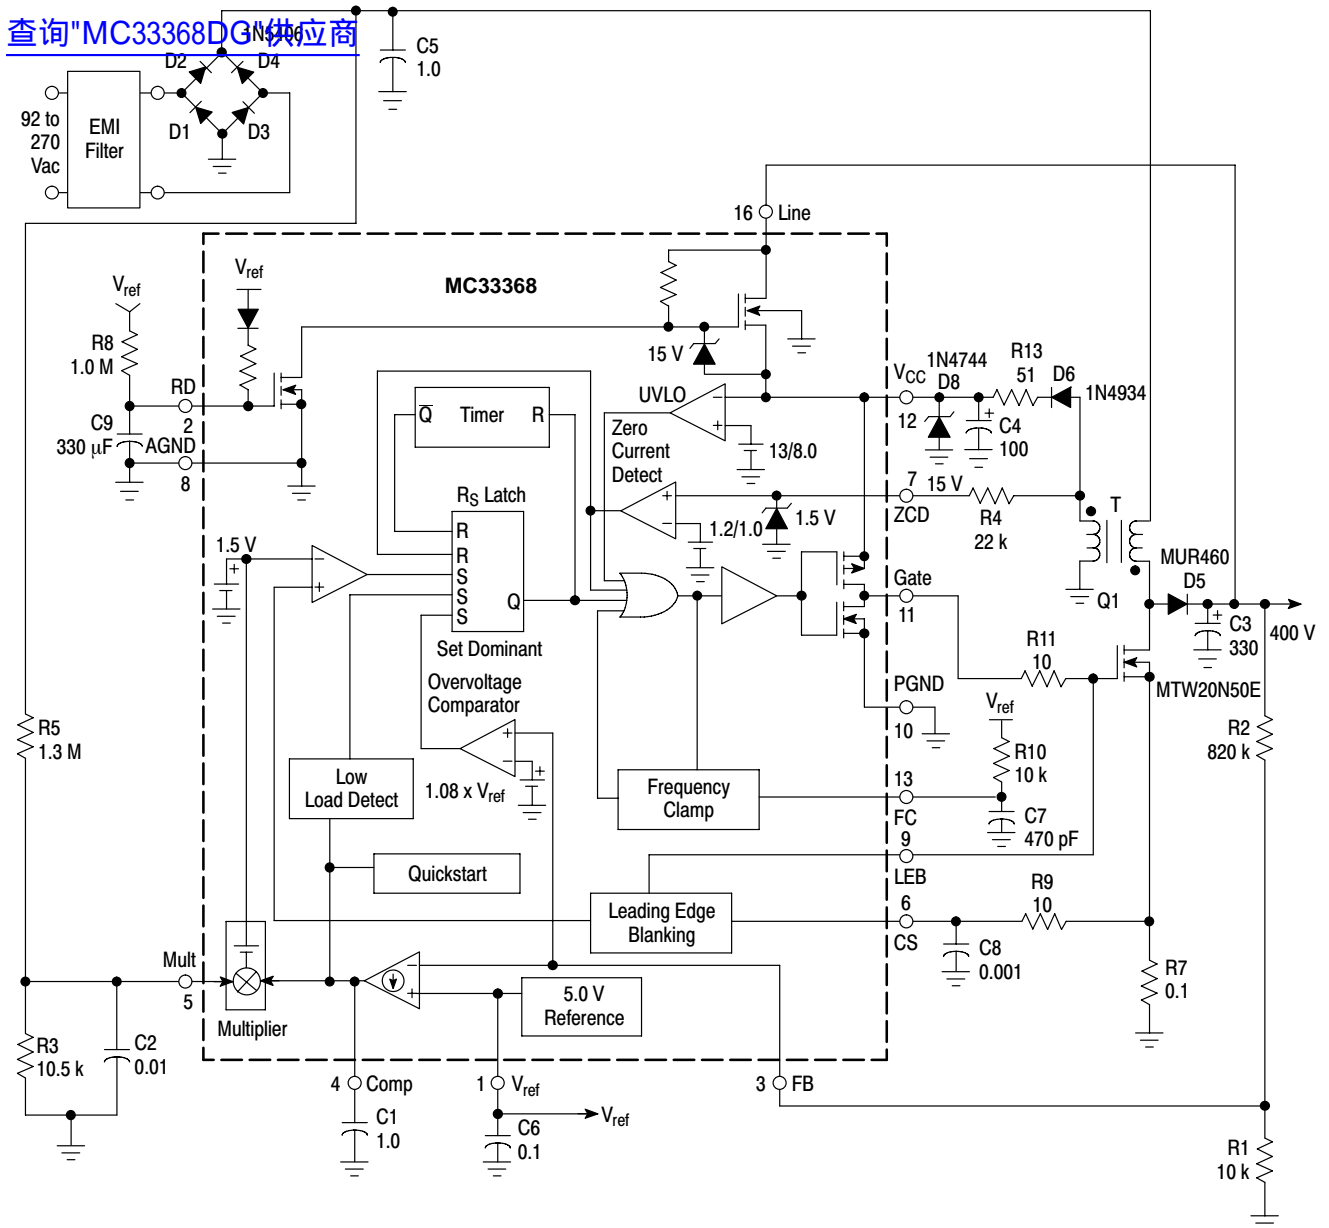 查询"MC33368DG"供应商
1N5406
D2
D4
D1
D3
C5
1.0
92 to
270
Vac
EMI
Filter
16
Line
MC33368
Vref
Vref
R8
1.0 M
RD
2
C9
330 μF
AGND
8
15 V
UVLO
VCC
12
1N4744
D8
R13
51
D6
1N4934
C4
100
13/8.0
Q
Timer
R
Zero
Current
Detect
7
15 V
ZCD
R4
22 k
T
1.2/1.0
1.5 V
RS Latch
R
R
S
S
S
Q
Set Dominant
1.5 V
Gate
11
MUR460
D5
Q1
C3
330
400 V
R11
10
MTW20N50E
PGND
10
Overvoltage
Comparator
1.08 x Vref
Low
Load Detect
Quickstart
Frequency
Clamp
Vref
R10
10 k
13
FC
C7
470 pF
9
LEB
R2
820 k
R5
1.3 M
Leading Edge
Blanking
6
CS
R9
10
C8
0.001
R7
0.1
Mult
5
Multiplier
5.0 V
Reference
R3
10.5 k
C2
0.01
4
Comp
1
Vref
3
FB
C1
1.0
Vref
C6
0.1
R1
10 k